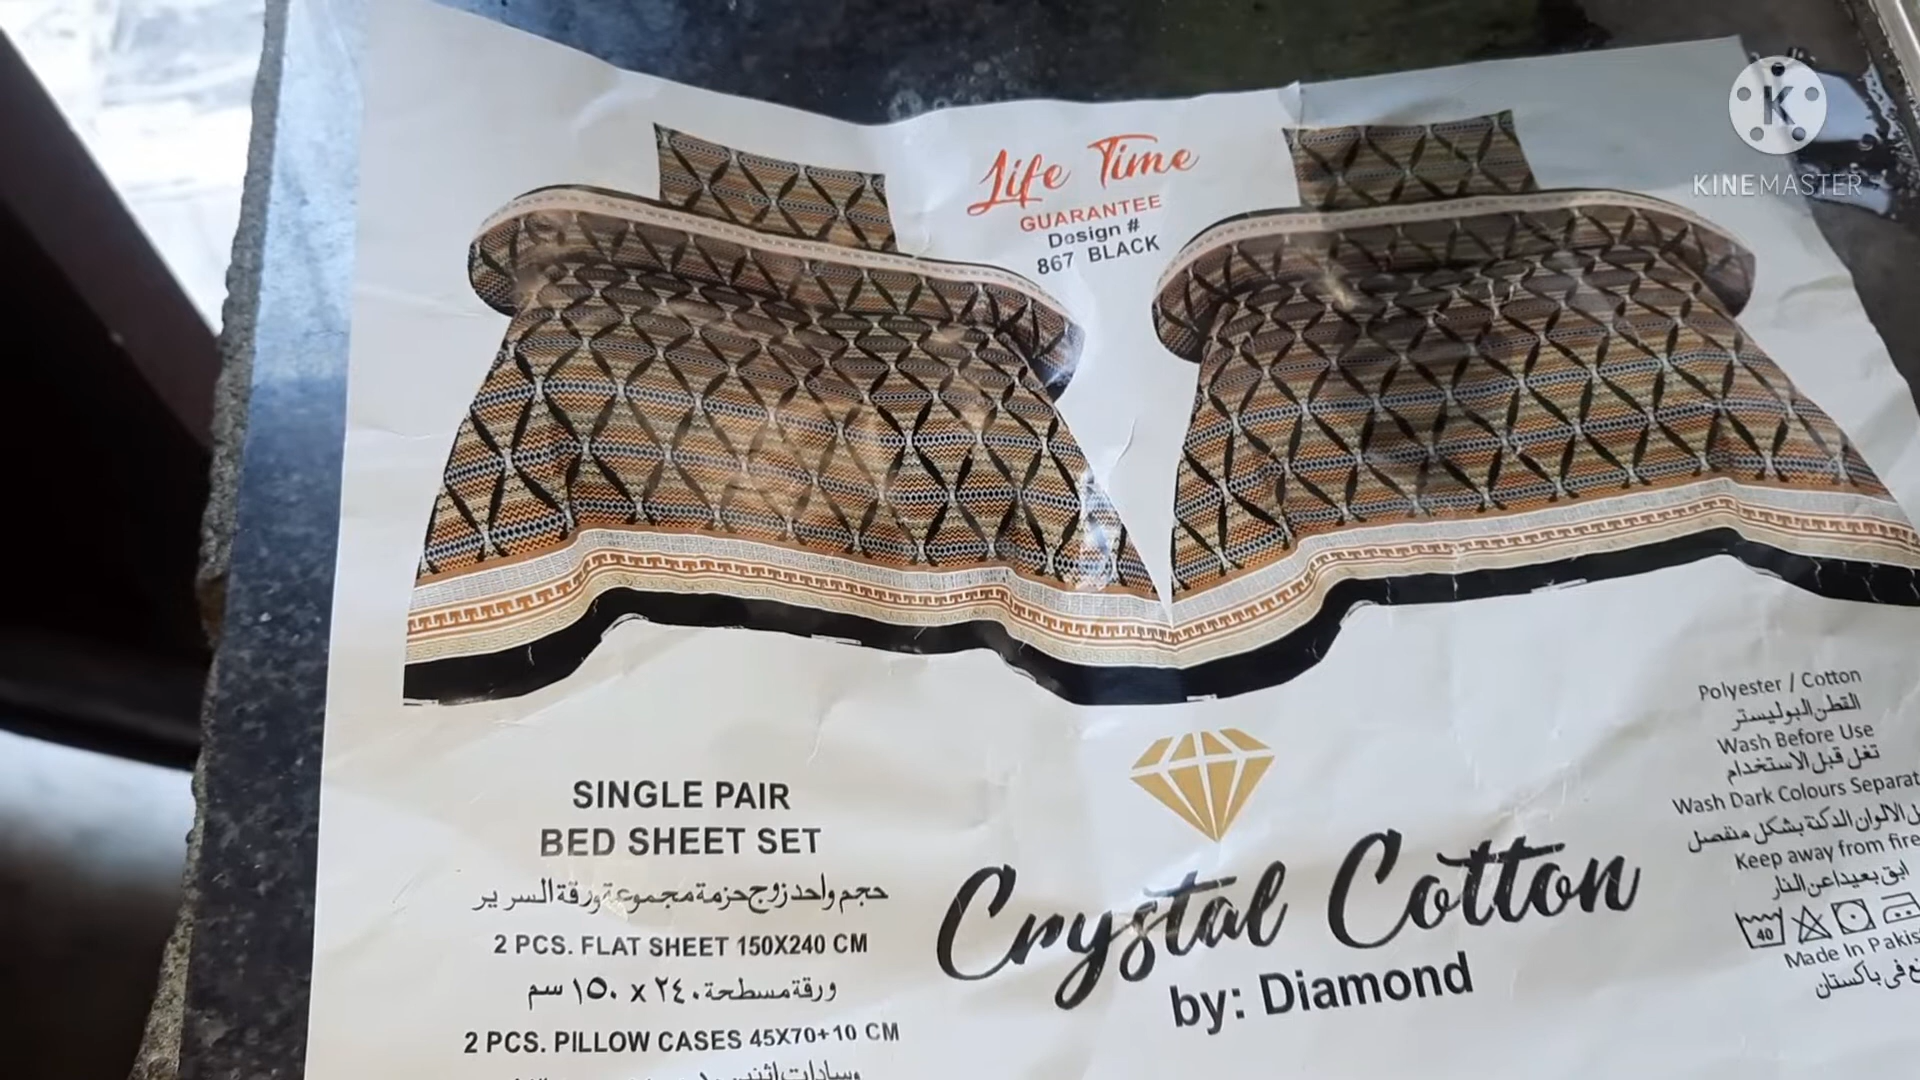 Life Time
GUARANTEE
Design #
867 BLACK
K
KINEMASTER
SINGLE PAIR
BED SHEET SET
حجم واحد زوج حزمة مجموعة ورقة السرير
2 PCS. FLAT SHEET 150X240 CM
ورقة مسطحة ٢٤٠ x ١٥٠ سم
2 PCS. PILLOW CASES 45X70+10 CM
Crystal Cotton
by: Diamond
Polyester / Cotton
القطن البوليستر
Wash Before Use
تغل قبل الاستخدام
Wash Dark Colours
الالوان الدكنة بشكل منفصل
Keep away from fire
ابق بعيدا عن النار
40
Made In
في باكستان